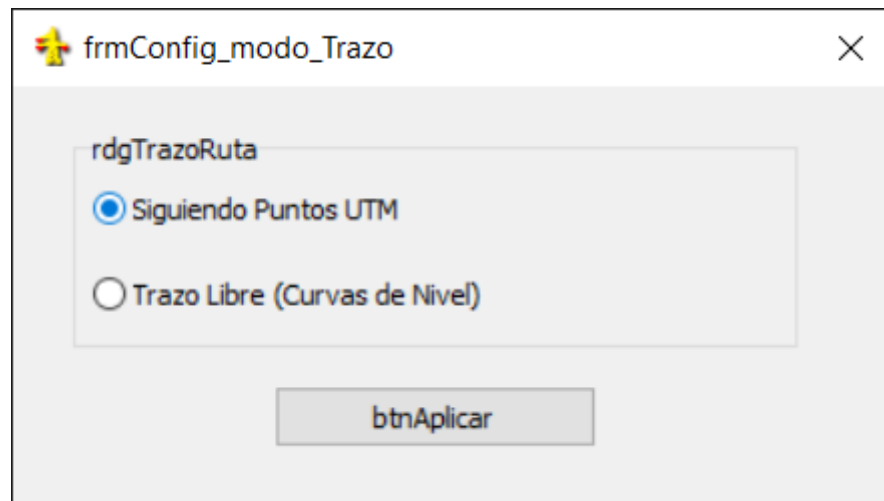 frmConfig_modo_Trazo
rdgTrazoRuta
Siguiendo Puntos UTM
Trazo Libre (Curvas de Nivel)
btnAplicar